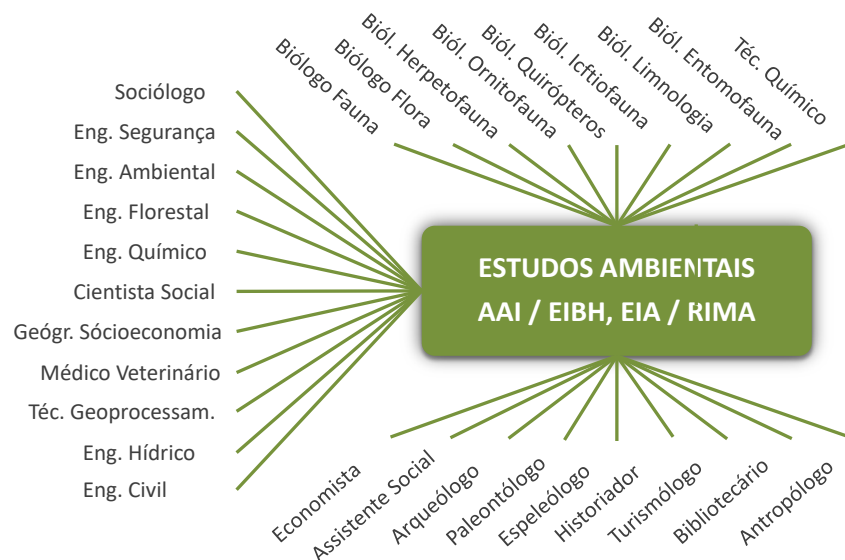 Biólogo Fauna
Biólogo Flora
Biól. Herpetofauna
Biól. Ornitofauna
Biól. Quirópteros
Biól. Icftiofauna
Biól. Limnologia
Biól. Entomofauna
Téc. Químico
Sociólogo
Eng. Segurança
Eng. Ambiental
Eng. Florestal
Eng. Químico
Cientista Social
Geógr. Sócioeconomia
Médico Veterinário
Téc. Geoprocessam.
Eng. Hídrico
Eng. Civil
ESTUDOS AMBIENTAIS
AAI / EIBH, EIA / RIMA
Economista
Assistente Social
Arqueólogo
Paleontólogo
Espeleólogo
Historiador
Turismólogo
Bibliotecário
Antropólogo